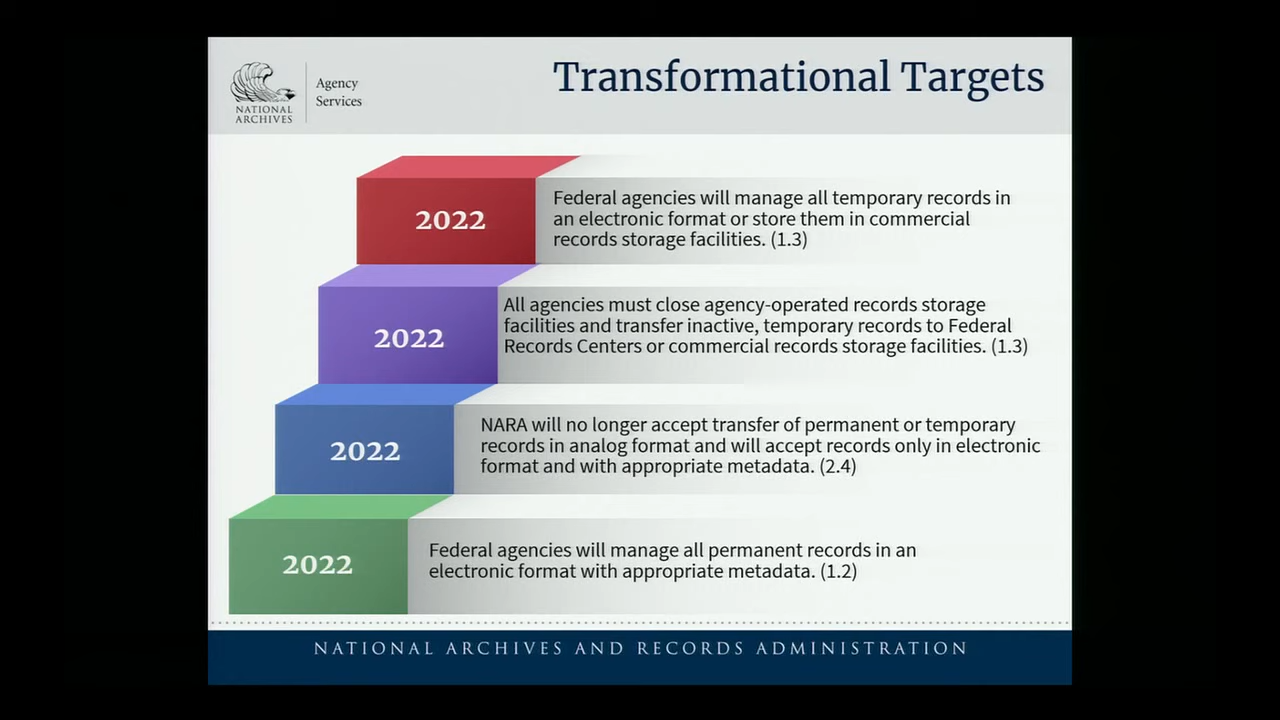 NATIONAL
ARCHIVES
Agency
Services
Transformational Targets
2022
Federal agencies will manage all temporary records in
an electronic format or store them in commercial
records storage facilities. (1.3)
2022
All agencies must close agency-operated records storage
facilities and transfer inactive, temporary records to Federal
Records Centers or commercial records storage facilities. (1.3)
2022
NARA will no longer accept transfer of permanent or temporary
records in analog format and will accept records only in electronic
format and with appropriate metadata. (2.4)
2022
Federal agencies will manage all permanent records in an
electronic format with appropriate metadata. (1.2)
NATIONAL ARCHIVES AND RECORDS ADMINISTRATION